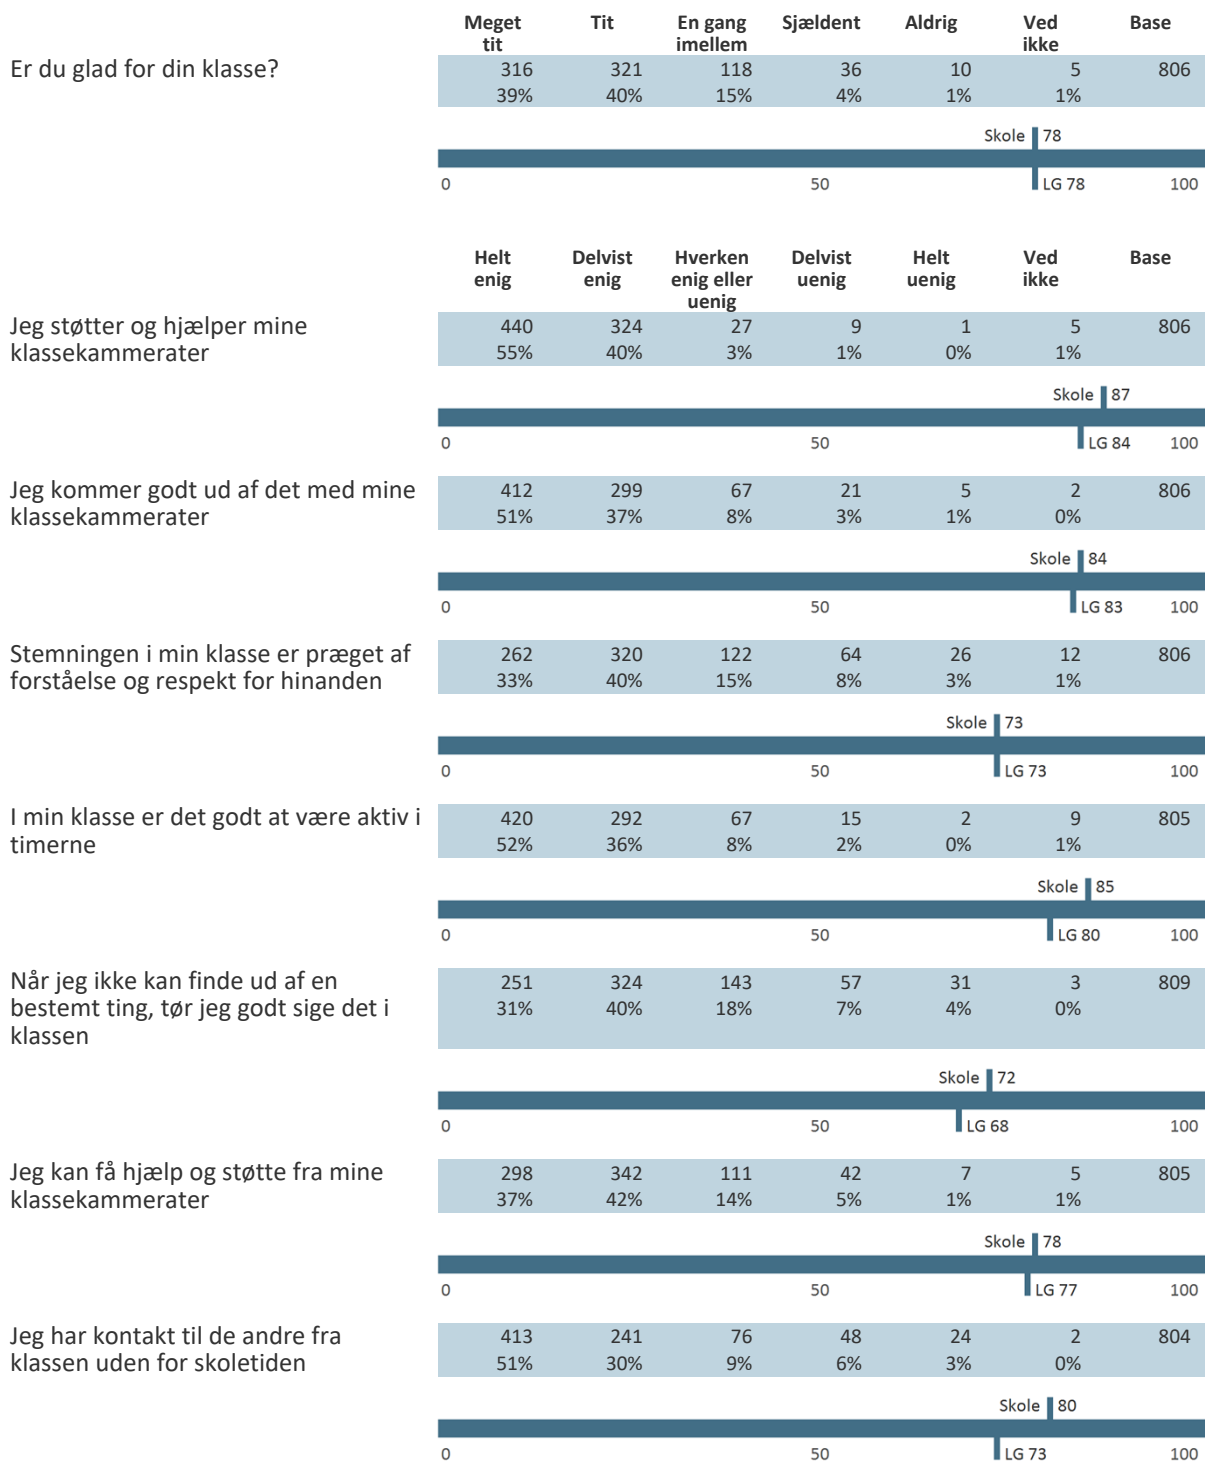 Meget tit Tit En gang imellem Sjældent Aldrig Ved ikke Base
Er du glad for din klasse? 316 321 118 36 10 5 806
39% 40% 15% 4% 1% 1%
Skole 78
0 50 LG 78 100
Helt enig Delvist enig Hverken enig eller uenig Delvist uenig Helt uenig Ved ikke Base
Jeg støtter og hjælper mine 440 324 27 9 1 5 806
klassekammerater 55% 40% 3% 1% 0% 1%
Skole 87
0 50 LG 84 100
Jeg kommer godt ud af det med mine 412 299 67 21 5 2 806
klassekammerater 51% 37% 8% 3% 1% 0%
Skole 84
0 50 LG 83 100
Stemningen i min klasse er præget af 262 320 122 64 26 12 806
forståelse og respekt for hinanden 33% 40% 15% 8% 3% 1%
Skole 73
0 50 LG 73 100
I min klasse er det godt at være aktiv i 420 292 67 15 2 9 805
timerne 52% 36% 8% 2% 0% 1%
Skole 85
0 50 LG 80 100
Når jeg ikke kan finde ud af en 251 324 143 57 31 3 809
bestemt ting, tør jeg godt sige det i 31% 40% 18% 7% 4% 0%
klassen
Skole 72
0 50 LG 68 100
Jeg kan få hjælp og støtte fra mine 298 342 111 42 7 5 805
klassekammerater 37% 42% 14% 5% 1% 1%
Skole 78
0 50 LG 77 100
Jeg har kontakt til de andre fra 413 241 76 48 24 2 804
klassen uden for skoletiden 51% 30% 9% 6% 3% 0%
Skole 80
0 50 LG 73 100